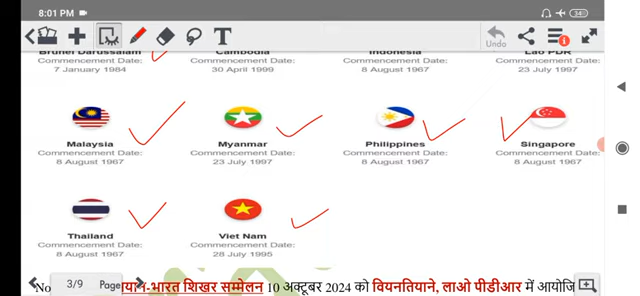 8:01 PM
34
Undo
Brunei Darussalam Cambodia Indonesia Lao PDR
Commencement Date: Commencement Date: Commencement Date: Commencement Date:
7 January 1984 30 April 1999 8 August 1967 23 July 1997
Malaysia Myanmar Philippines Singapore
Commencement Date: Commencement Date: Commencement Date: Commencement Date:
8 August 1967 23 July 1997 8 August 1967 8 August 1967
Thailand Viet Nam
Commencement Date: Commencement Date:
8 August 1967 28 July 1995
3/9 Page
No यान-भारत शिखर सम्मेलन 10 अक्टूबर 2024 को वियनतियाने, लाओ पीडीआर में आयोजि